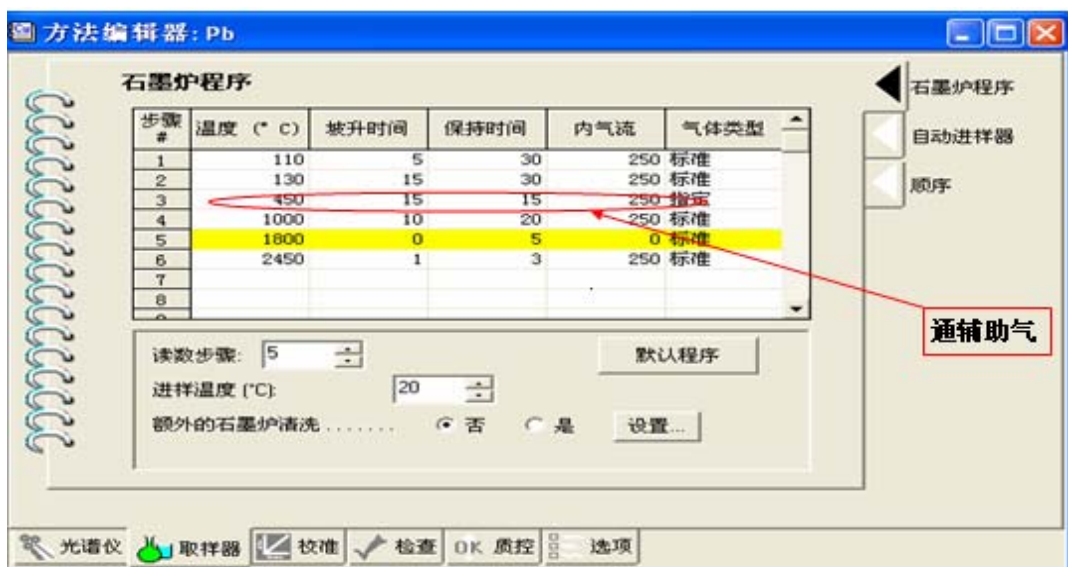 方法编辑器: Pb
石墨炉程序
步骤 # 温度 (° C) 坡升时间 保持时间 内气流 气体类型
1 110 5 30 250 标准
2 130 15 30 250 标准
3 450 15 15 250 指定
4 1000 10 20 250 标准
5 1800 0 5 0 标准
6 2450 1 3 250 标准
7
8
读数步骤: 5 默认程序
进样温度 (°C): 20
额外的石墨炉清洗 ....... 否 是 设置...
石墨炉程序
自动进样器
顺序
通辅助气
光谱仪 取样器 校准 检查 OK 质控 选项